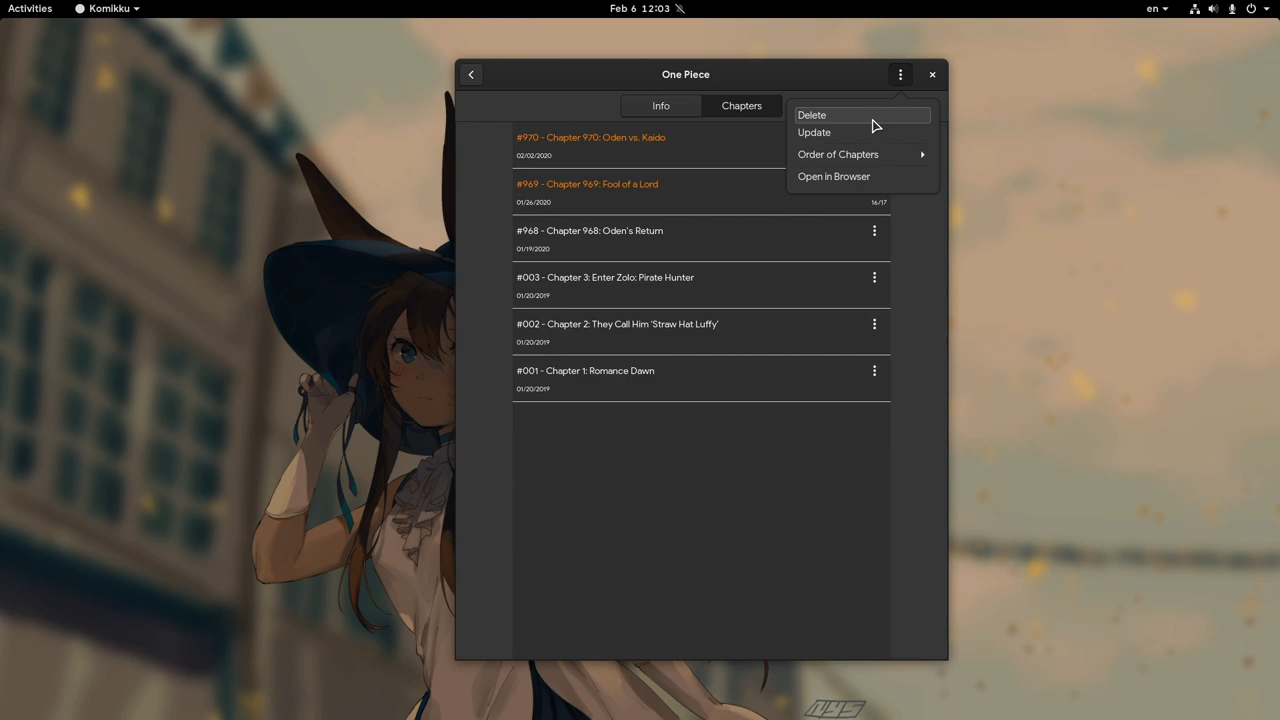 Activities
Komikku
Feb 6 12:03
en
One Piece
Info
Chapters
Delete
Update
Order of Chapters
Open in Browser
#970 - Chapter 970: Oden vs. Kaido
02/02/2020
#969 - Chapter 969: Fool of a Lord
01/26/2020
16/17
#968 - Chapter 968: Oden's Return
01/19/2020
#003 - Chapter 3: Enter Zolo: Pirate Hunter
01/20/2019
#002 - Chapter 2: They Call Him ‘Straw Hat Luffy’
01/20/2019
#001 - Chapter 1: Romance Dawn
01/20/2019